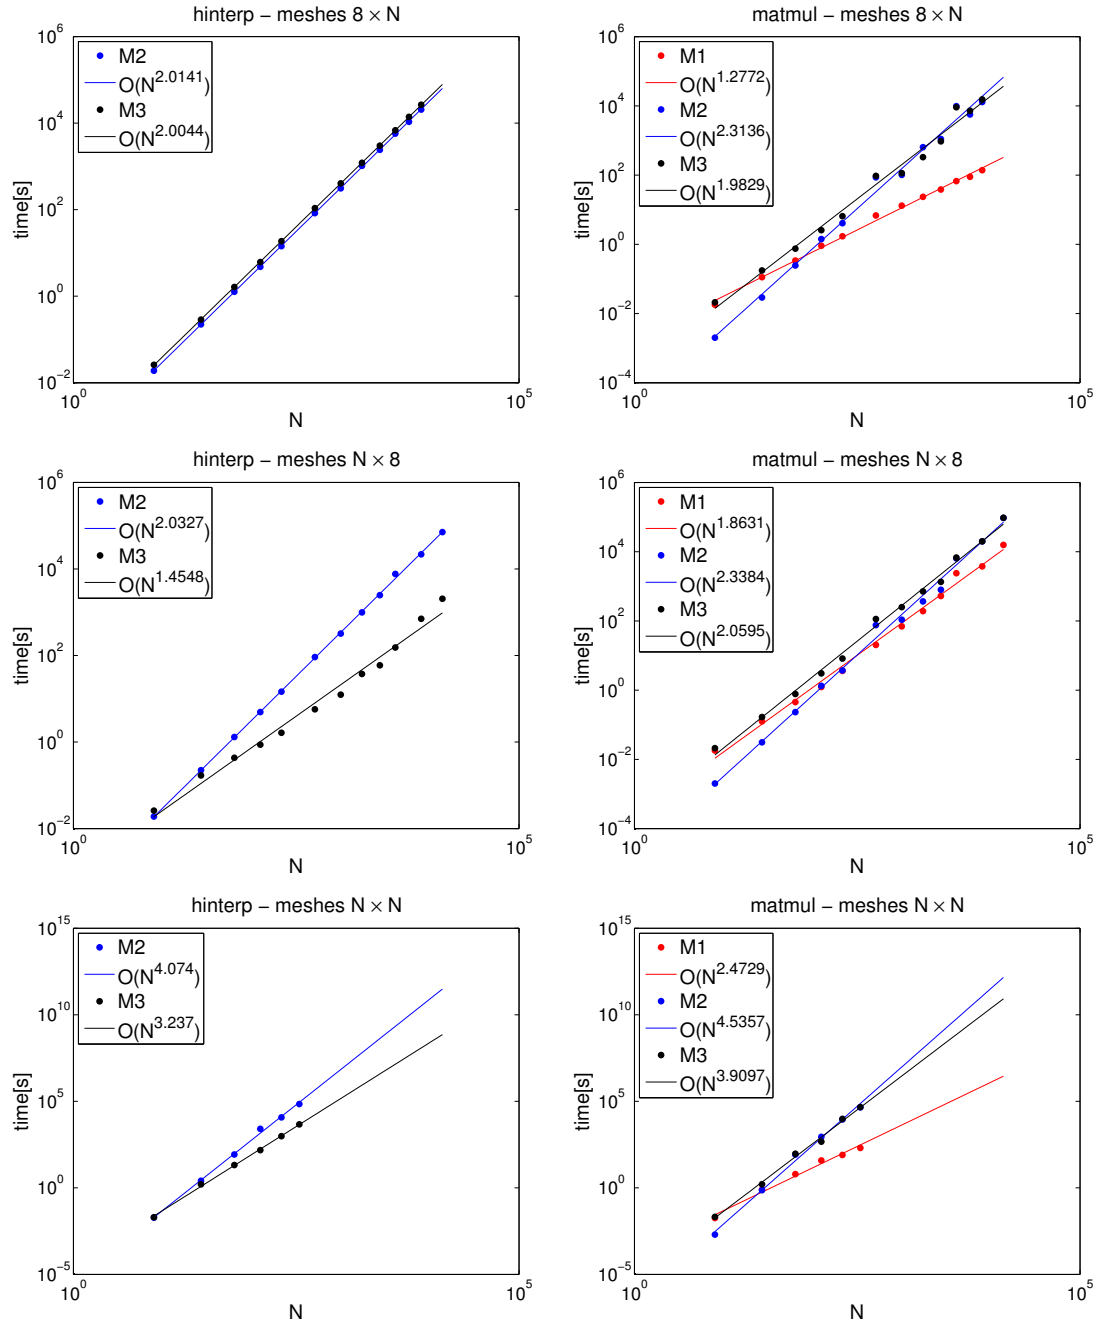 hinterp − meshes 8 × N
10^6
10^4
10^2
10^0
10^−2
time[s]
M2
O(N^2.0141)
M3
O(N^2.0044)
10^0
10^5
N
matmul − meshes 8 × N
10^6
10^4
10^2
10^0
10^−2
10^−4
time[s]
M1
O(N^1.2772)
M2
O(N^2.3136)
M3
O(N^1.9829)
10^0
10^5
N
hinterp − meshes N × 8
10^6
10^4
10^2
10^0
10^−2
time[s]
M2
O(N^2.0327)
M3
O(N^1.4548)
10^0
10^5
N
matmul − meshes N × 8
10^6
10^4
10^2
10^0
10^−2
10^−4
time[s]
M1
O(N^1.8631)
M2
O(N^2.3384)
M3
O(N^2.0595)
10^0
10^5
N
hinterp − meshes N × N
10^15
10^10
10^5
10^0
10^−5
time[s]
M2
O(N^4.074)
M3
O(N^3.237)
10^0
10^5
N
matmul − meshes N × N
10^15
10^10
10^5
10^0
10^−5
time[s]
M1
O(N^2.4729)
M2
O(N^4.5357)
M3
O(N^3.9097)
10^0
10^5
N